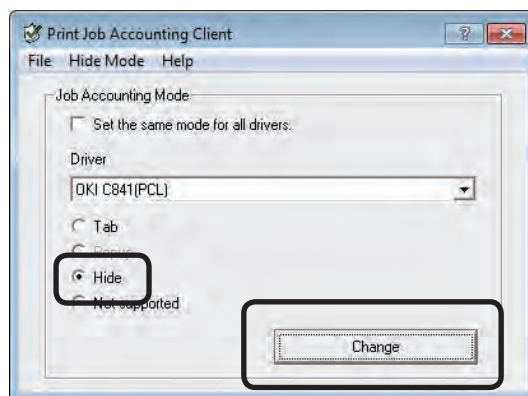 Print Job Accounting Client
File Hide Mode Help
Job Accounting Mode
Set the same mode for all drivers.
Driver
OKI C841(PCL)
Tab
Popup
Hide
Not supported
Change